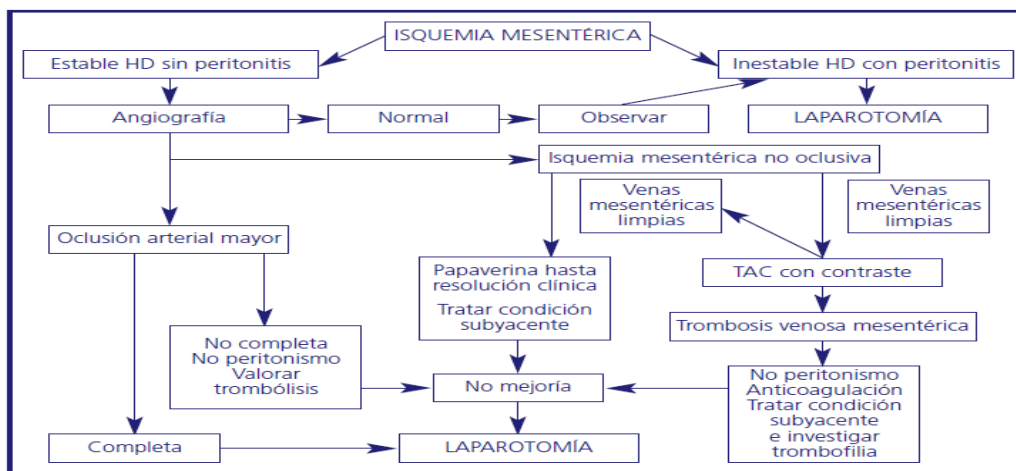 ISQUEMIA MESENTÉRICA
Estable HD sin peritonitis
Inestable HD con peritonitis
Angiografía
Normal
Observar
LAPAROTOMÍA
Isquemia mesentérica no oclusiva
Venas
mesentéricas
limpias
Venas
mesentéricas
limpias
Oclusión arterial mayor
Papaverina hasta
resolución clínica
Tratar condición
subyacente
TAC con contraste
Trombosis venosa mesentérica
No completa
No peritonismo
Valorar
trombólisis
No mejoría
No peritonismo
Anticoagulación
Tratar condición
subyacente
e investigar
trombofilia
Completa
LAPAROTOMÍA